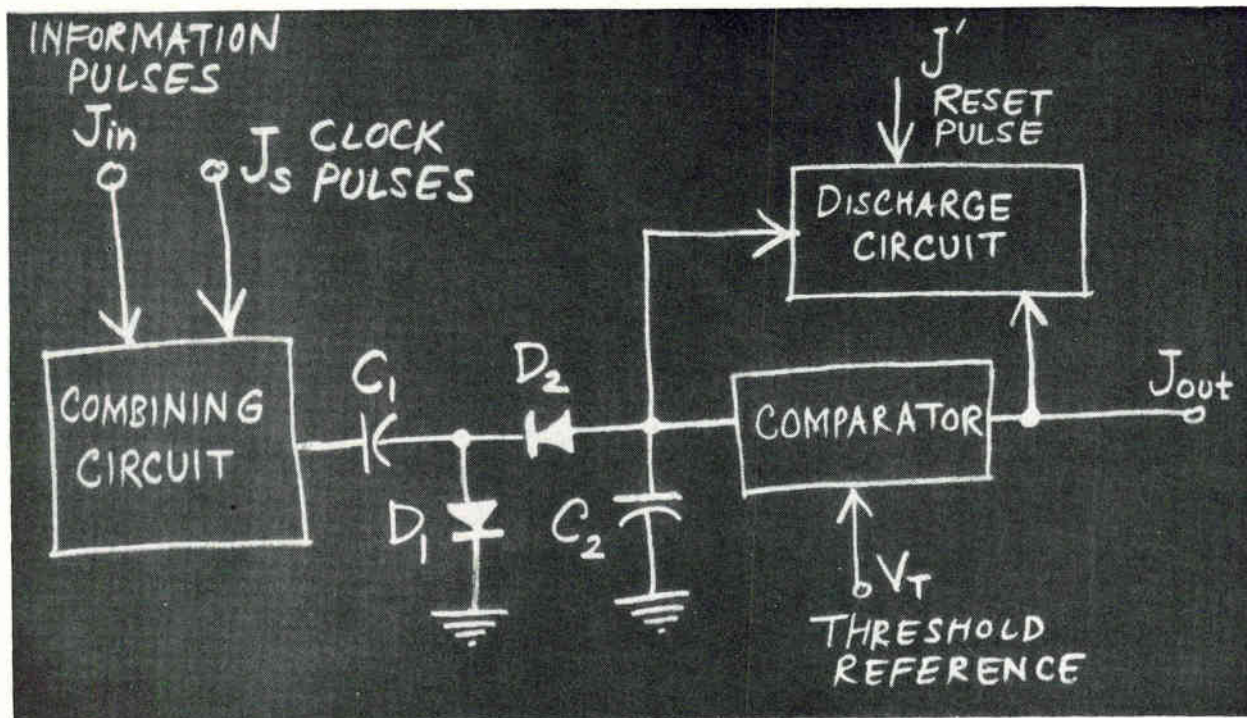 INFORMATION
PULSES
Jin
Js CLOCK
PULSES
J'
RESET
PULSE
DISCHARGE
CIRCUIT
COMBINING
CIRCUIT
C1
D2
D1
C2
COMPARATOR
Jout
VT
THRESHOLD
REFERENCE